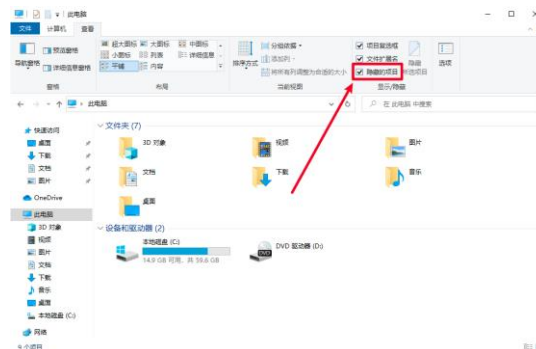 此电脑
文件 计算机 查看
导航窗格
预览窗格
详细信息窗格
窗格
超大图标 大图标 中图标
小图标 列表 详细信息
平铺 内容
布局
排序方式
分组依据
添加列
将所有列调整为合适的大小
当前视图
项目复选框
文件扩展名
隐藏的项目
隐藏
所选项目
显示/隐藏
选项
此电脑
在 此电脑 中搜索
快速访问
桌面
下载
文档
图片
OneDrive
此电脑
3D 对象
视频
图片
文档
下载
音乐
桌面
本地磁盘 (C:)
网络
9 个项目
文件夹 (7)
3D 对象 视频 图片
文档 下载 音乐
桌面
设备和驱动器 (2)
本地磁盘 (C:)
14.9 GB 可用, 共 59.6 GB
DVD 驱动器 (D:)
DVD